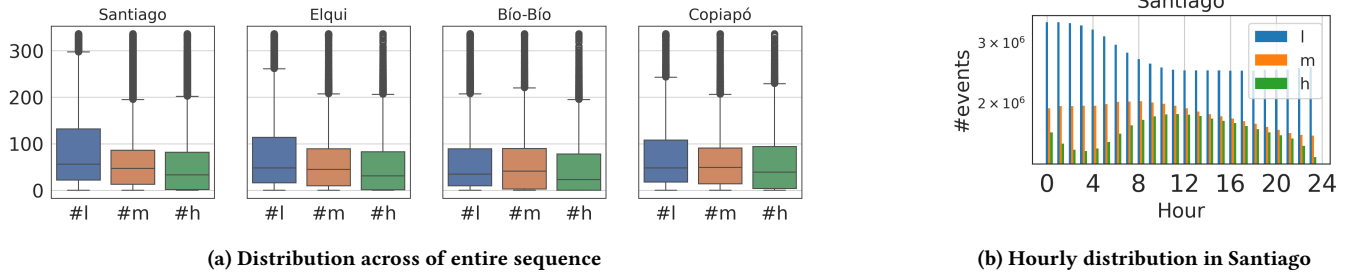 Santiago
Elqui
Bío-Bío
Copiapó
300
200
100
0
#l #m #h
#l #m #h
#l #m #h
#l #m #h
(a) Distribution across of entire sequence
Santiago
3 × 10⁶
2 × 10⁶
#events
l
m
h
0 4 8 12 16 20 24
Hour
(b) Hourly distribution in Santiago